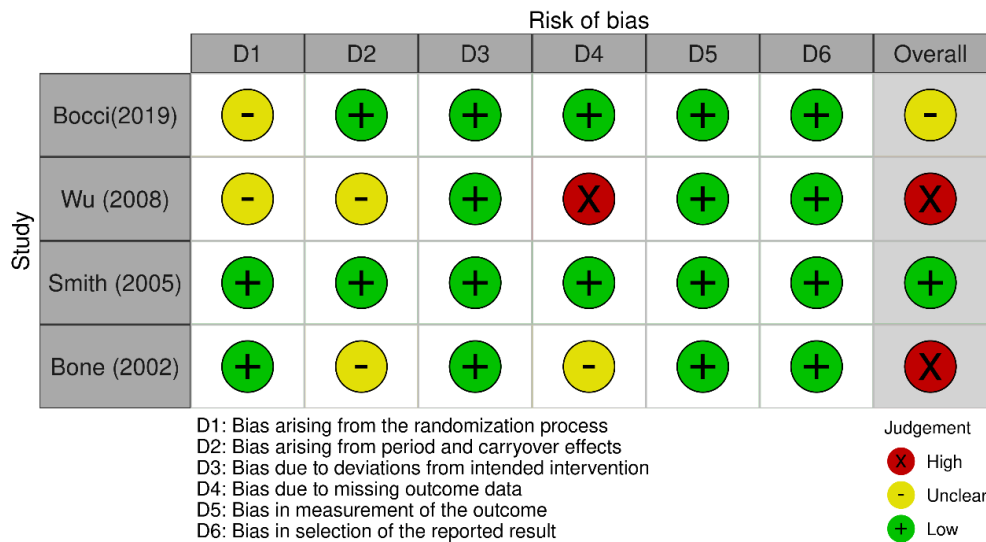 Risk of bias
D1 D2 D3 D4 D5 D6 Overall
Study
Bocci(2019) - + + + + + -
Wu (2008) - - + X + + X
Smith (2005) + + + + + + +
Bone (2002) + - + - + + X
D1: Bias arising from the randomization process
D2: Bias arising from period and carryover effects
D3: Bias due to deviations from intended intervention
D4: Bias due to missing outcome data
D5: Bias in measurement of the outcome
D6: Bias in selection of the reported result
Judgement
X High
- Unclear
+ Low